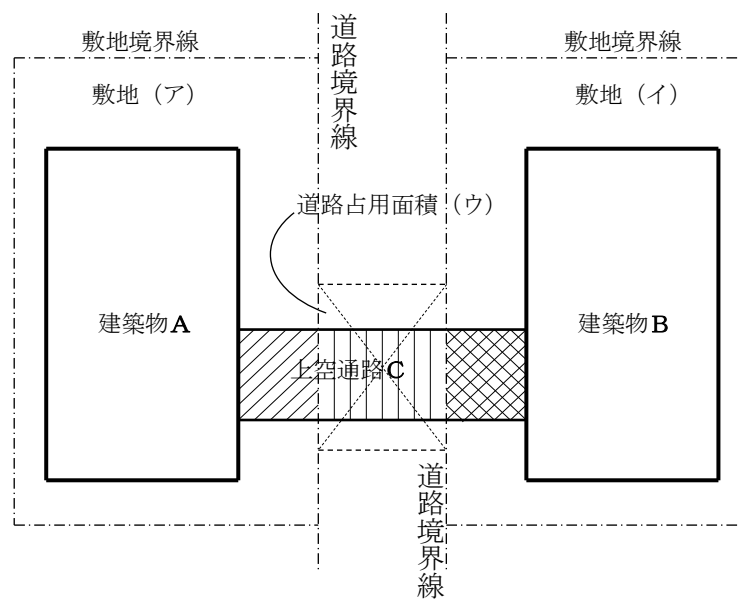 敷地境界線
敷地（ア）
道路境界線
敷地境界線
敷地（イ）
道路占用面積（ウ）
建築物A
上空通路C
建築物B
道路境界線